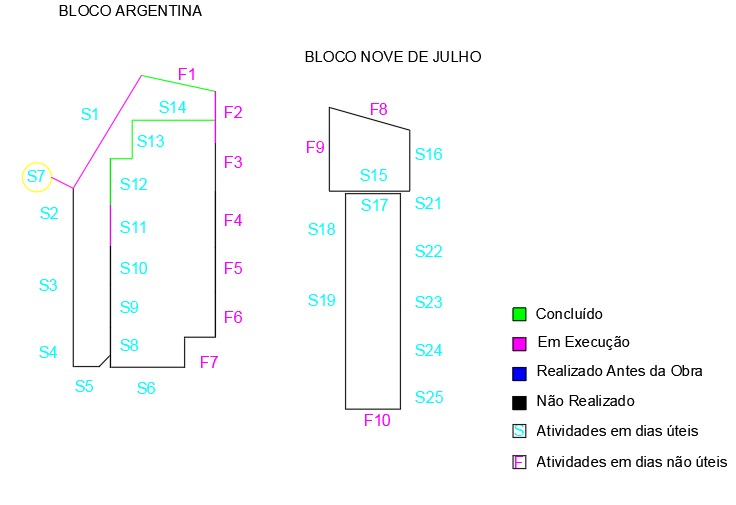 BLOCO ARGENTINA
BLOCO NOVE DE JULHO
F1
S1
S14
F2
S13
F3
S7
S12
S2
S11
F4
S10
F5
S3
S9
F6
S8
S4
F7
S5
S6
F8
F9
S16
S15
S17
S21
S18
S22
S19
S23
S24
S25
F10
Concluído
Em Execução
Realizado Antes da Obra
Não Realizado
S Atividades em dias úteis
F Atividades em dias não úteis